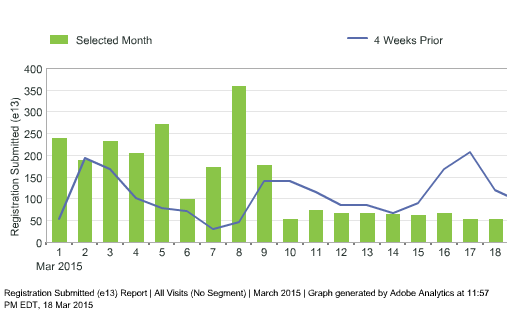 Selected Month
4 Weeks Prior
Registration Submitted (e13)
400
350
300
250
200
150
100
50
0
1 2 3 4 5 6 7 8 9 10 11 12 13 14 15 16 17 18
Mar 2015
Registration Submitted (e13) Report | All Visits (No Segment) | March 2015 | Graph generated by Adobe Analytics at 11:57
PM EDT, 18 Mar 2015